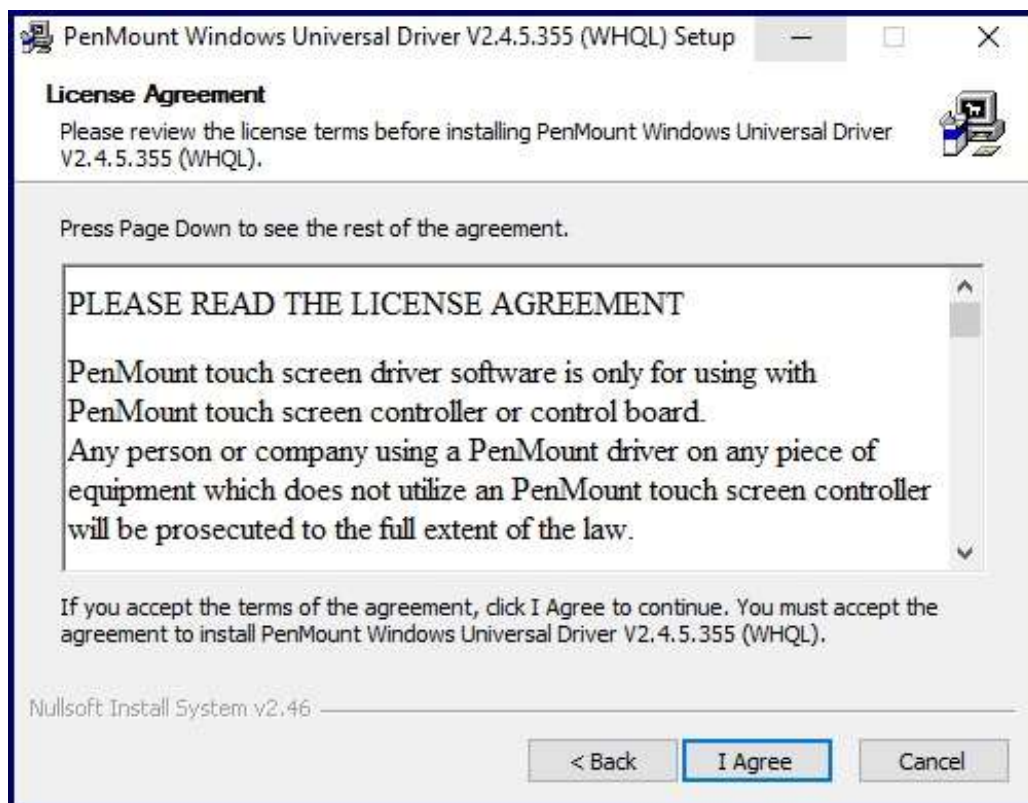 PenMount Windows Universal Driver V2.4.5.355 (WHQL) Setup
License Agreement
Please review the license terms before installing PenMount Windows Universal Driver
V2.4.5.355 (WHQL).
Press Page Down to see the rest of the agreement.
PLEASE READ THE LICENSE AGREEMENT
PenMount touch screen driver software is only for using with
PenMount touch screen controller or control board.
Any person or company using a PenMount driver on any piece of
equipment which does not utilize an PenMount touch screen controller
will be prosecuted to the full extent of the law.
If you accept the terms of the agreement, click I Agree to continue. You must accept the
agreement to install PenMount Windows Universal Driver V2.4.5.355 (WHQL).
Nullsoft Install System v2.46
< Back I Agree Cancel